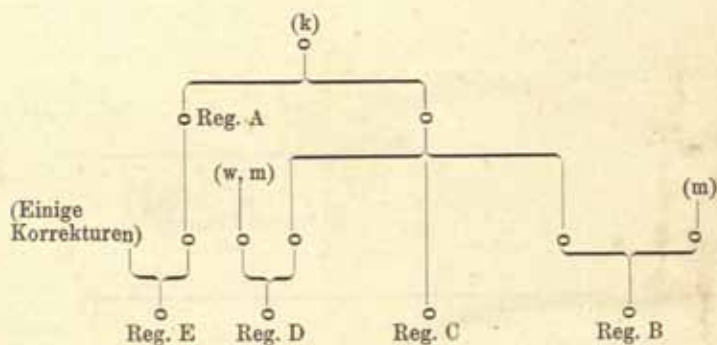 (k)
Reg. A
(w, m)
(m)
(Einige
Korrekturen)
Reg. E
Reg. D
Reg. C
Reg. B